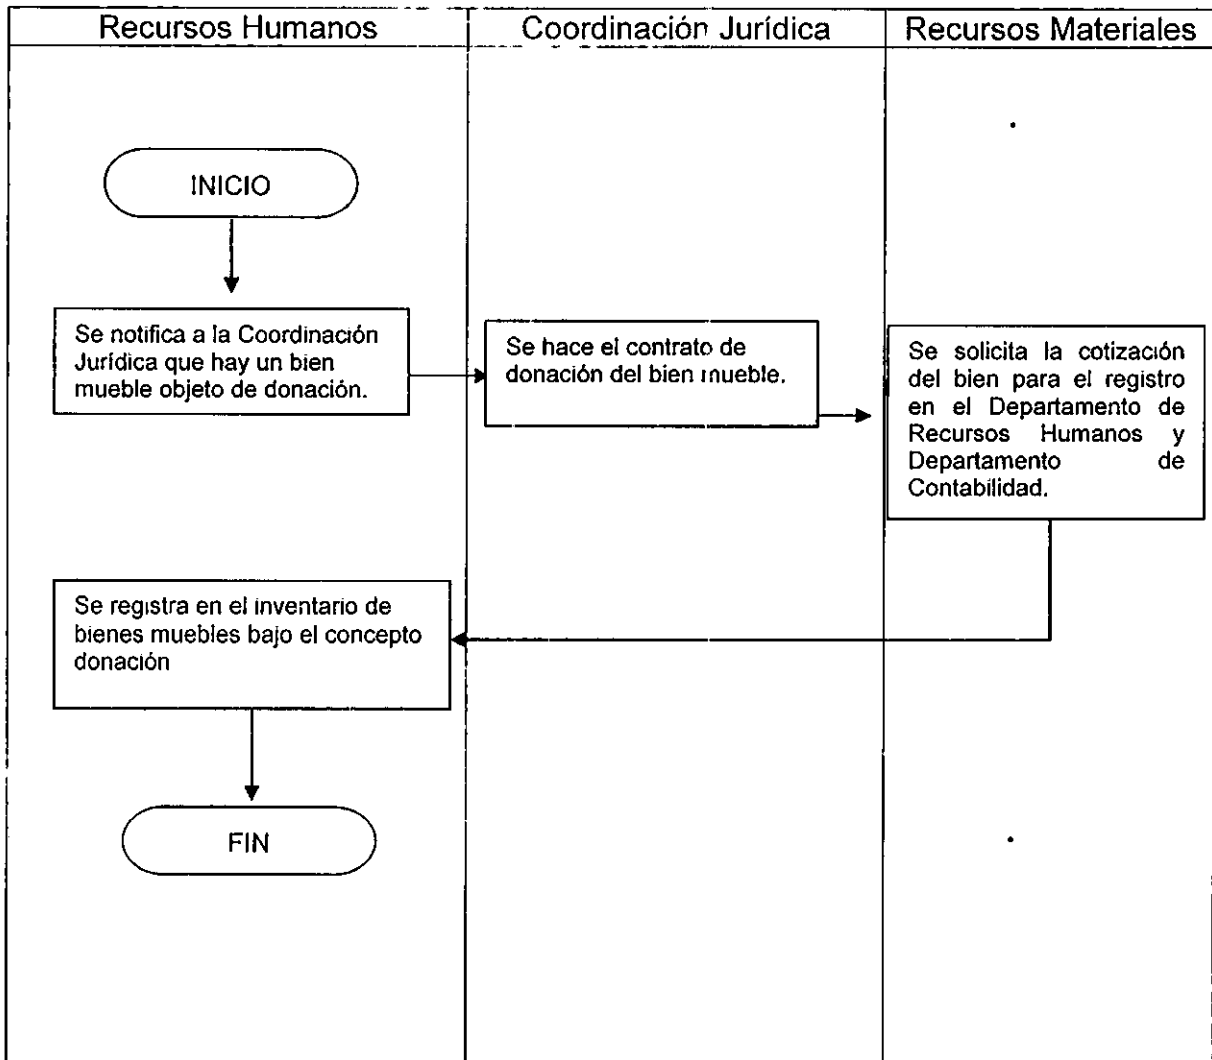 Recursos Humanos
Coordinación Jurídica
Recursos Materiales
INICIO
Se notifica a la Coordinación
Jurídica que hay un bien
mueble objeto de donación.
Se hace el contrato de
donación del bien mueble.
Se solicita la cotización
del bien para el registro
en el Departamento de
Recursos Humanos y
Departamento de
Contabilidad.
Se registra en el inventario de
bienes muebles bajo el concepto
donación
FIN